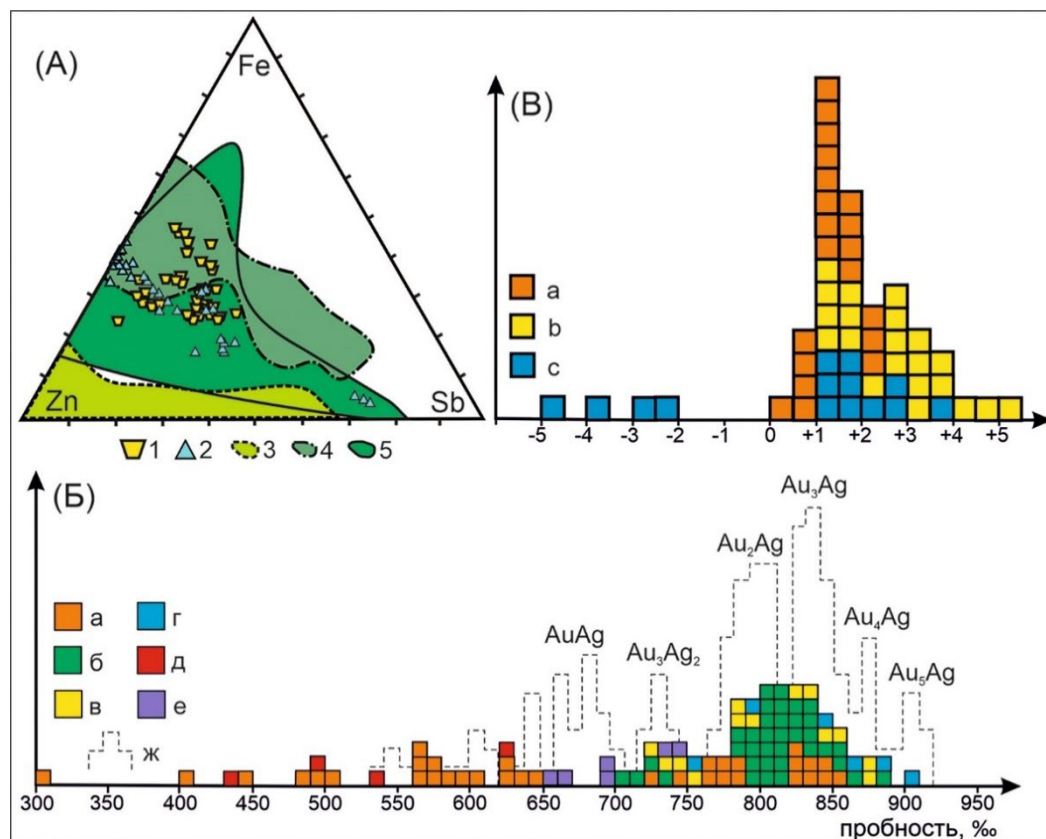 (А)
Fe
Zn
Sb
1 2 3 4 5
(В)
a
b
c
-5 -4 -3 -2 -1 0 +1 +2 +3 +4 +5
(Б)
а г
б д
в е
ж
AuAg
Au₃Ag₂
Au₂Ag
Au₃Ag
Au₄Ag
Au₅Ag
300 350 400 450 500 550 600 650 700 750 800 850 900 950
пробность, ‰